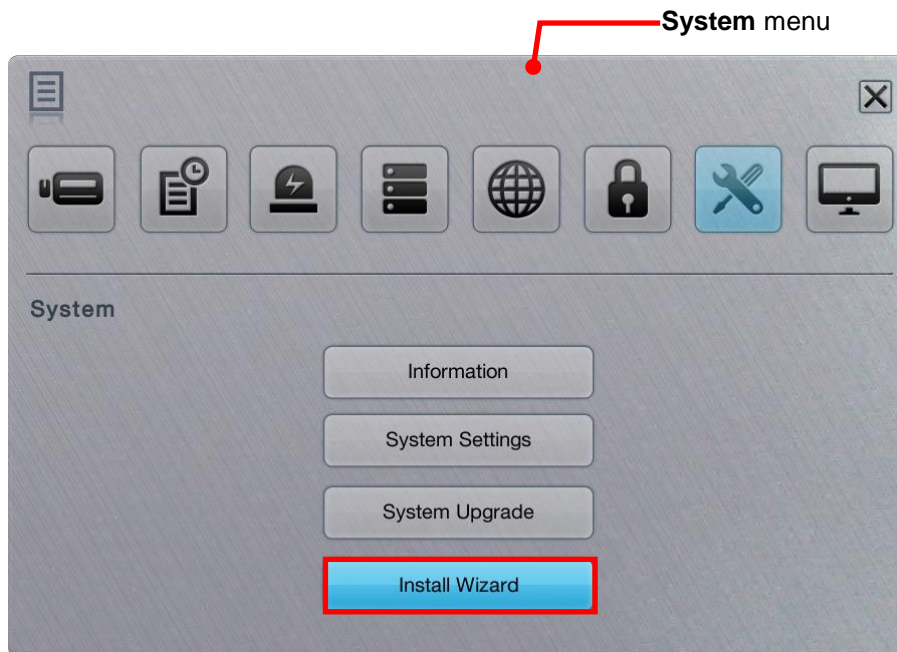 System menu
System
Information
System Settings
System Upgrade
Install Wizard